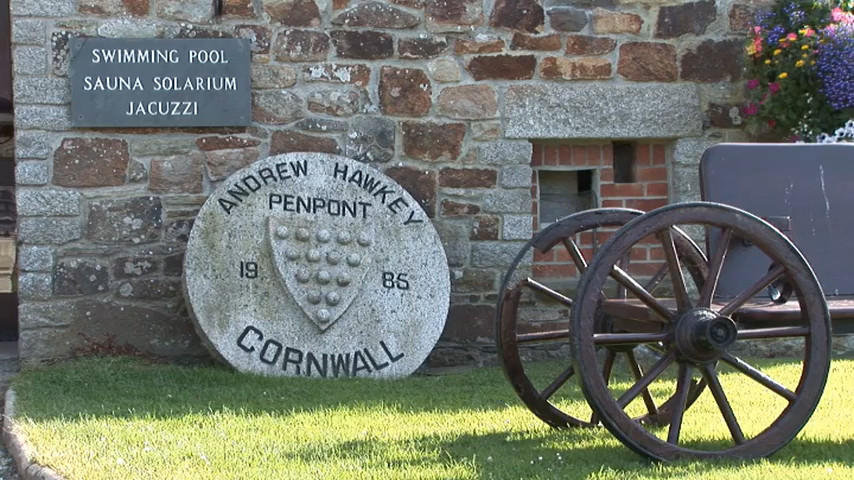 SWIMMING POOL
SAUNA SOLARIUM
JACUZZI
ANDREW HAWKEY
PENPONT
19 85
CORNWALL